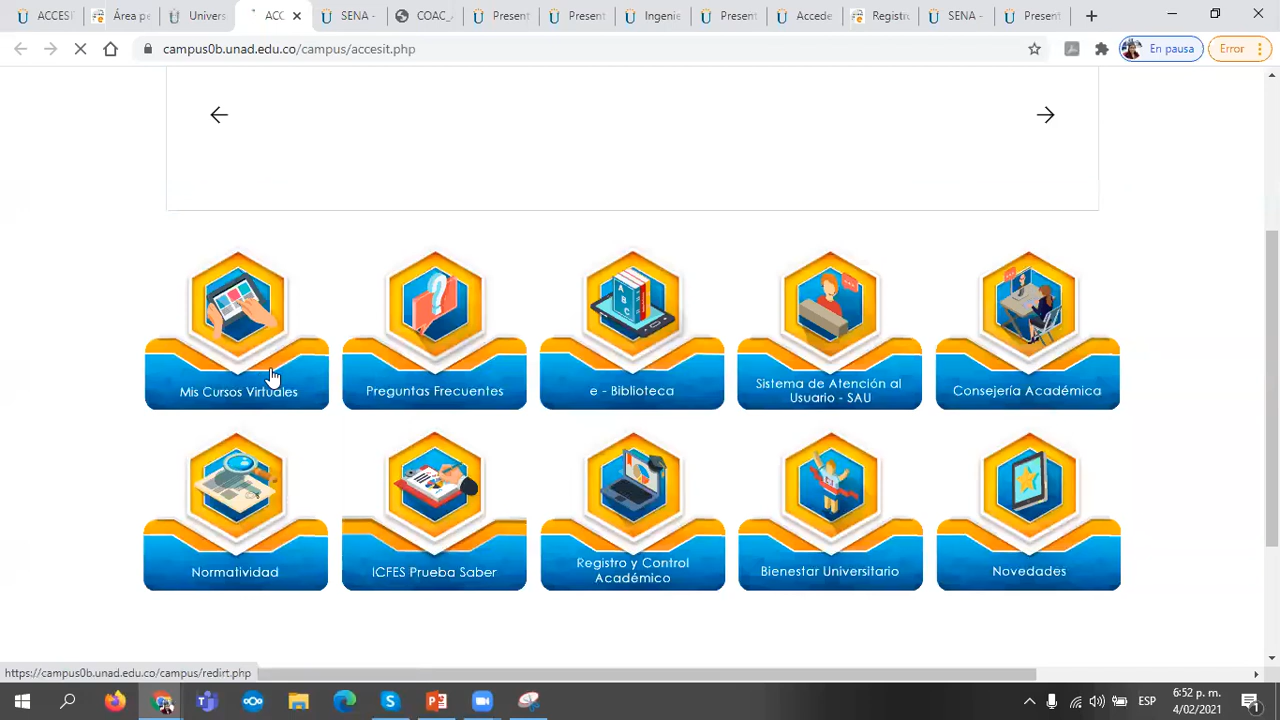 ACCESI
Área pe
Univers
ACC
SENA -
COAC_
Present
Present
Ingenie
Present
Accede
Registr
SENA -
Present
campus0b.unad.edu.co/campus/accesit.php
En pausa
Error
Mis Cursos Virtuales
Preguntas Frecuentes
e - Biblioteca
Sistema de Atención al
Usuario - SAU
Consejería Académica
A
B
C
Normatividad
ICFES Prueba Saber
Registro y Control
Académico
Bienestar Universitario
Novedades
https://campus0b.unad.edu.co/campus/redirt.php
ESP
6:52 p. m.
4/02/2021